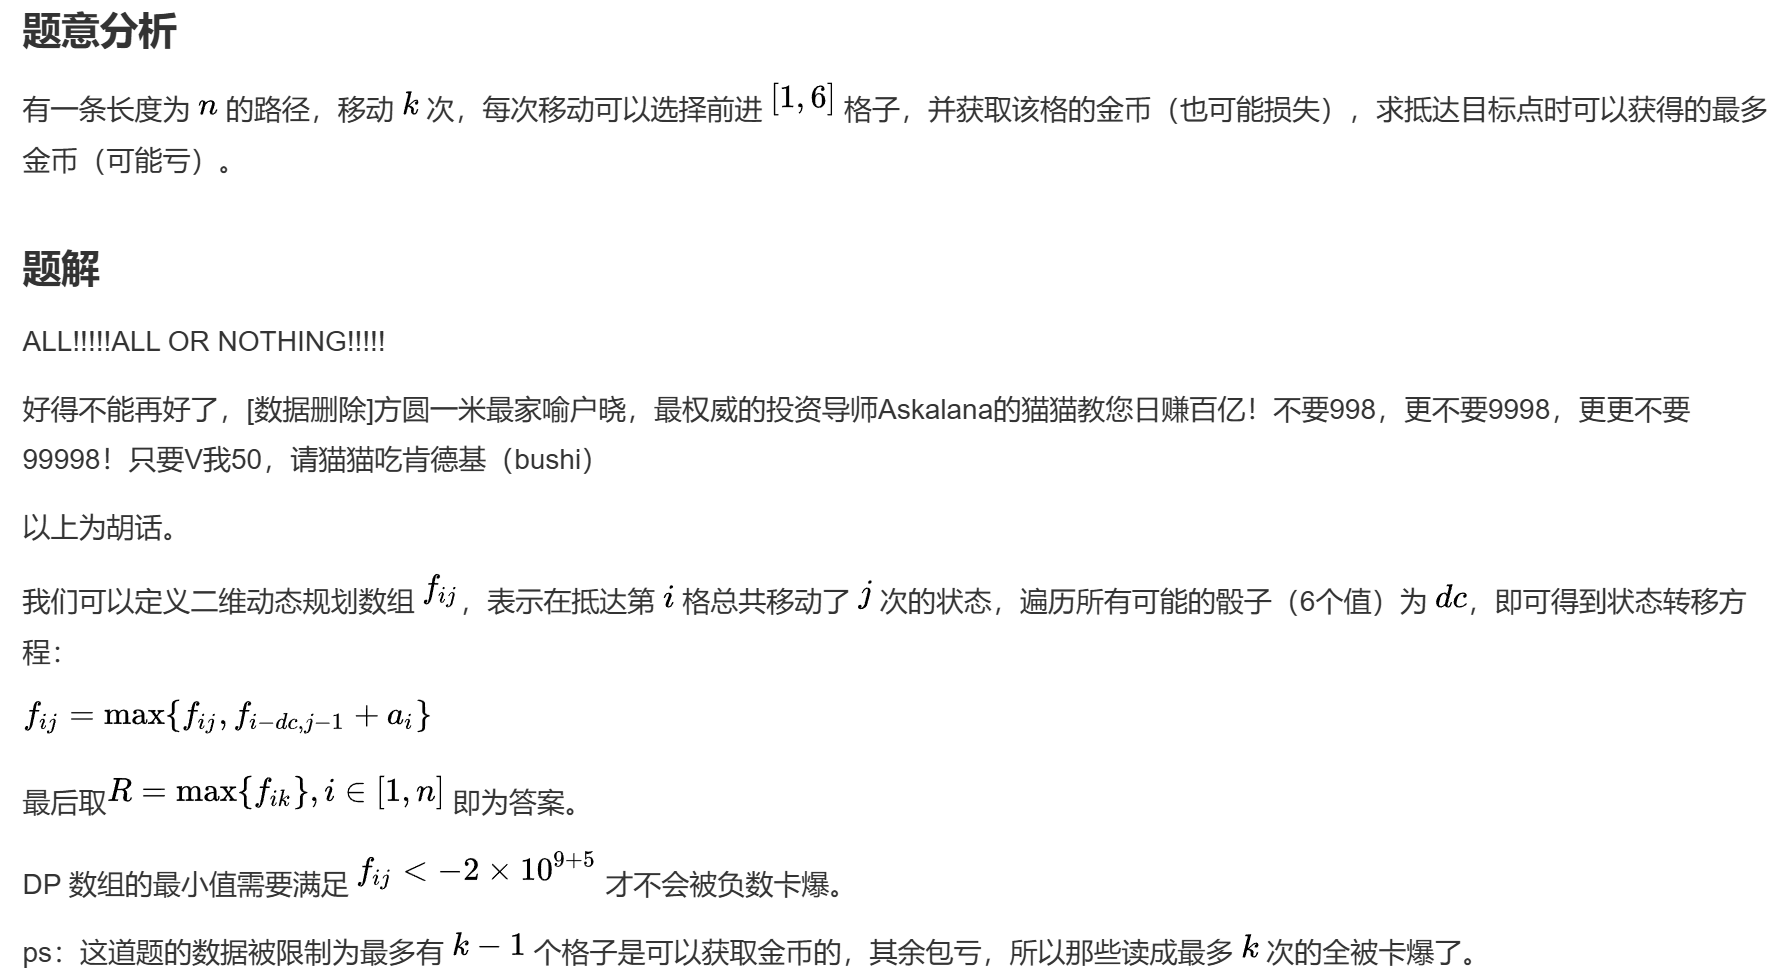 题意分析
有一条长度为 n 的路径，移动 k 次，每次移动可以选择前进 [1, 6] 格子，并获取该格的金币（也可能损失），求抵达目标点时可以获得的最多
金币（可能亏）。
题解
ALL!!!!!ALL OR NOTHING!!!!!
好得不能再好了，[数据删除]方圆一米最家喻户晓，最权威的投资导师Askalana的猫猫教您日赚百亿！不要998，更不要9998，更更不要
99998！只要V我50，请猫猫吃肯德基（bushi）
以上为胡话。
我们可以定义二维动态规划数组 f_{ij}，表示在抵达第 i 格总共移动了 j 次的状态，遍历所有可能的骰子（6个值）为 dc，即可得到状态转移方
程：
f_{ij} = max{f_{ij}, f_{i−dc,j−1} + a_i}
最后取R = max{f_{ik}}, i ∈ [1, n] 即为答案。
DP 数组的最小值需要满足 f_{ij} < −2 × 10^{9+5} 才不会被负数卡爆。
ps：这道题的数据被限制为最多有 k − 1 个格子是可以获取金币的，其余包亏，所以那些读成最多 k 次的全被卡爆了。